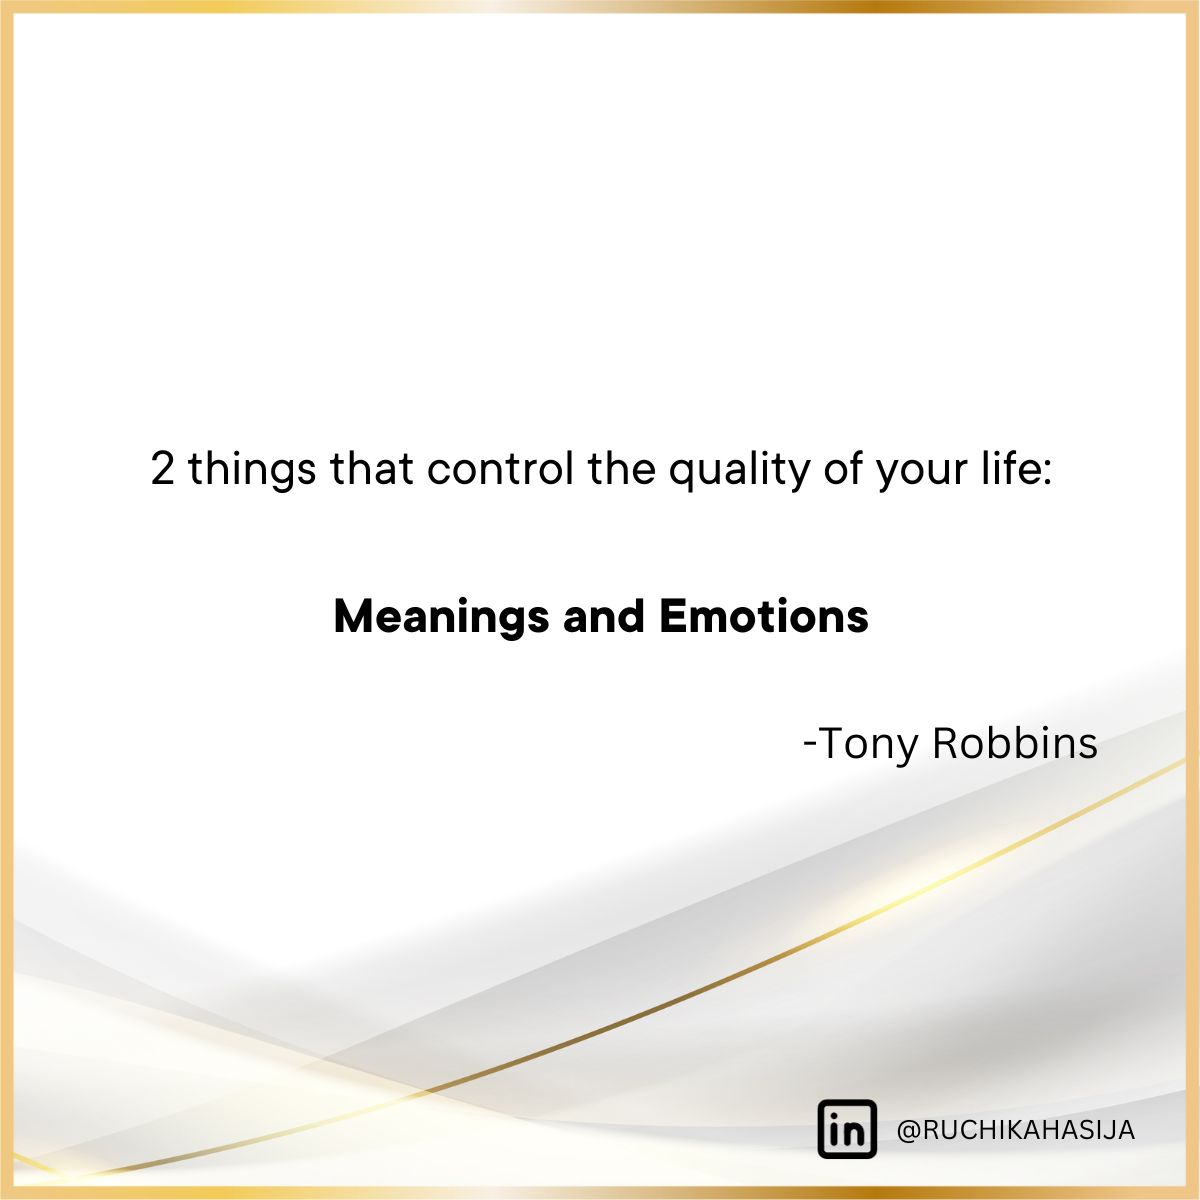 2 things that control the quality of your life:
Meanings and Emotions
-Tony Robbins
in @RUCHIKAHASIJA